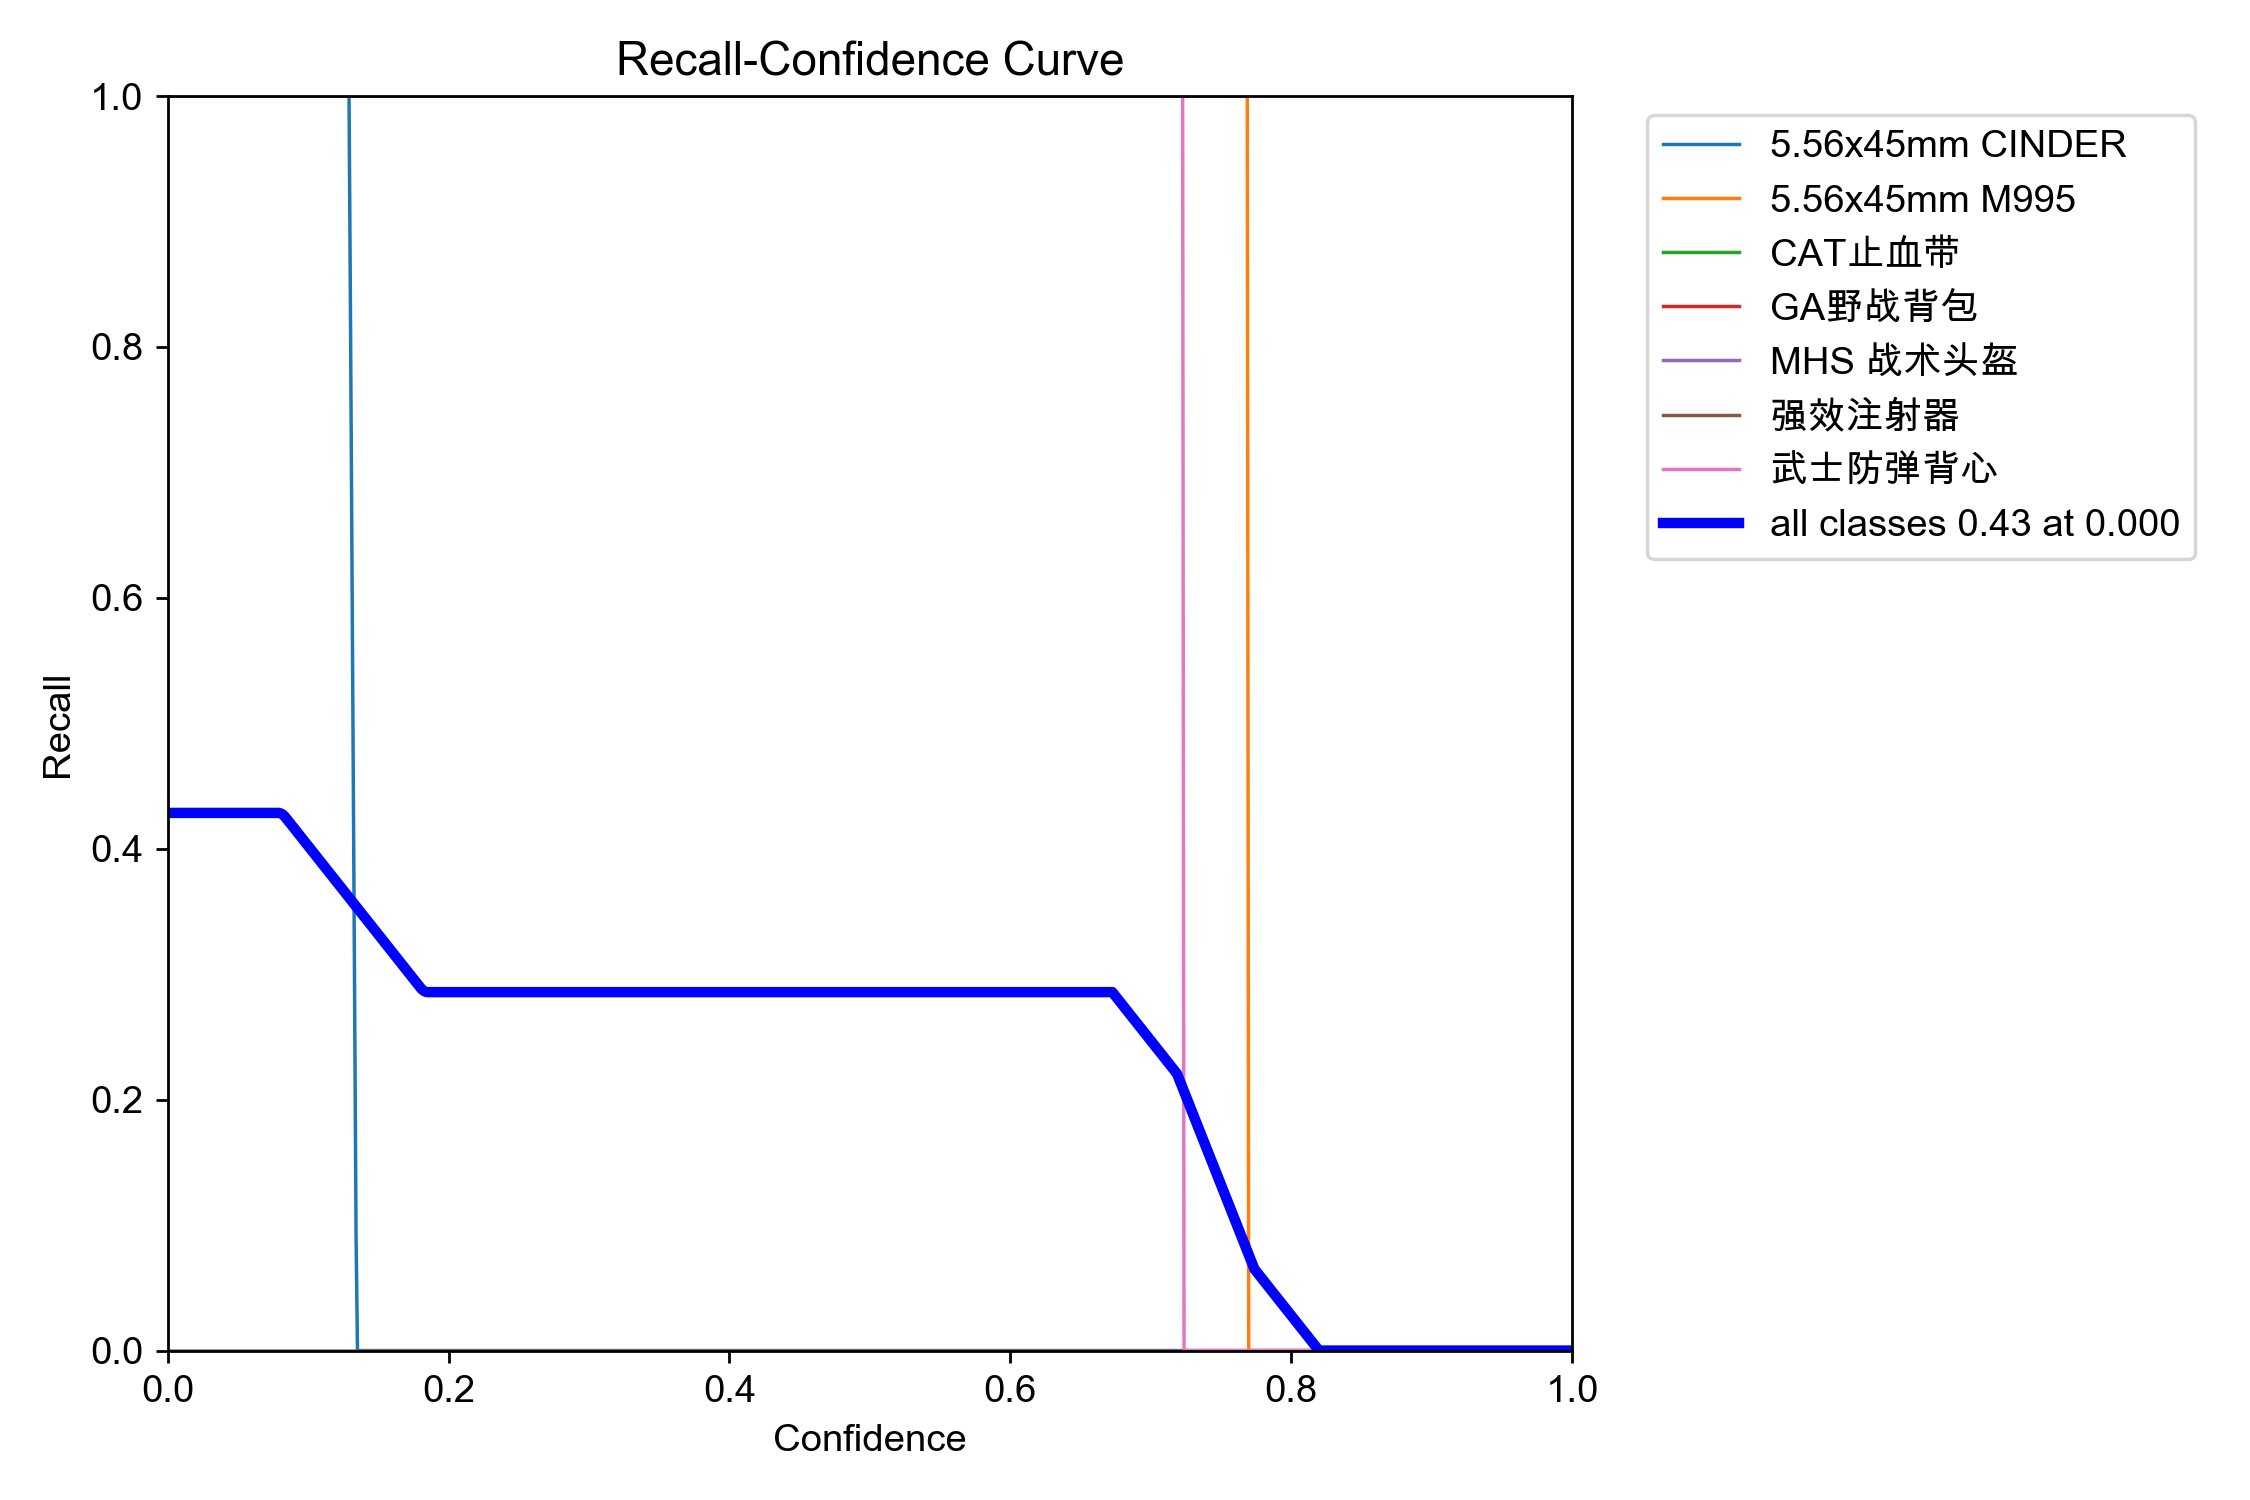 Recall-Confidence Curve
1.0
0.8
0.6
0.4
0.2
0.0
Recall
0.0 0.2 0.4 0.6 0.8 1.0
Confidence
5.56x45mm CINDER
5.56x45mm M995
CAT止血带
GA野战背包
MHS 战术头盔
强效注射器
武士防弹背心
all classes 0.43 at 0.000